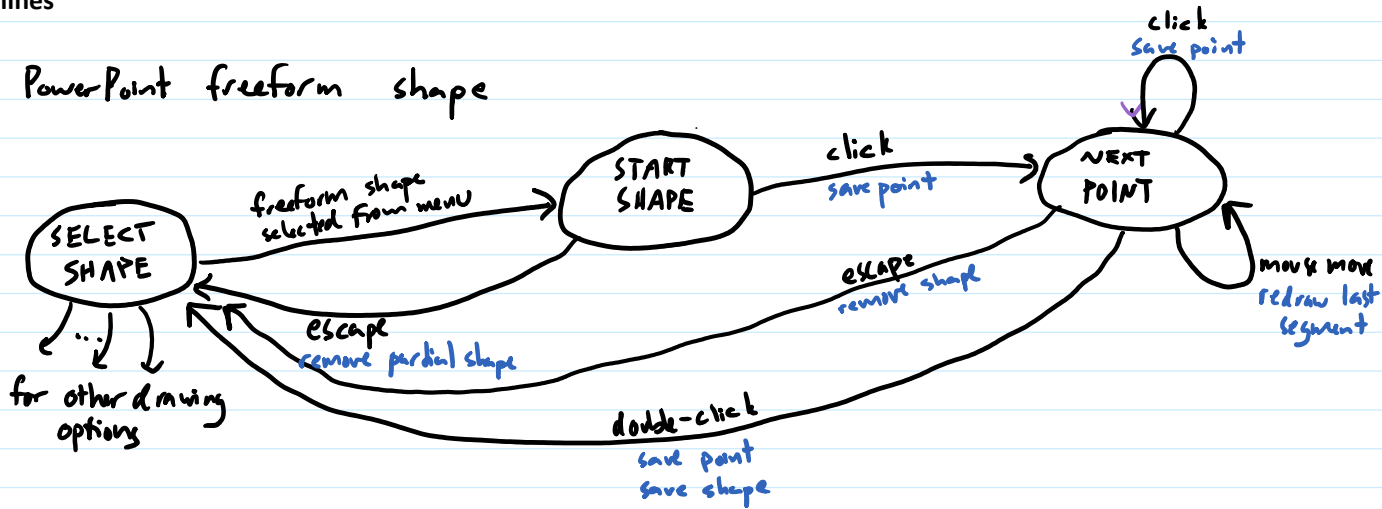 lines
PowerPoint freeform shape
click
save point
START
SHAPE
click
save point
NEXT
POINT
freeform shape
selected from menu
SELECT
SHAPE
escape
remove shape
mouse move
redraw last
segment
...
escape
remove partial shape
for other drawing
options
double-click
save point
save shape